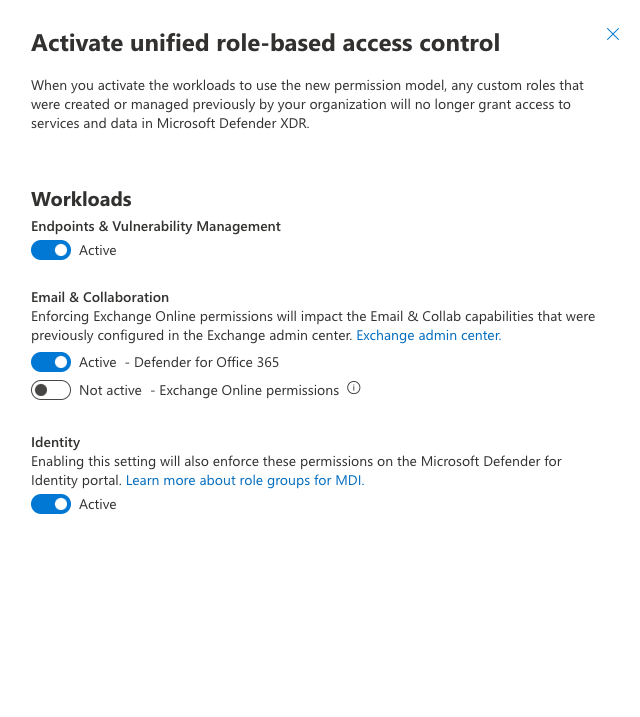 Activate unified role-based access control
When you activate the workloads to use the new permission model, any custom roles that
were created or managed previously by your organization will no longer grant access to
services and data in Microsoft Defender XDR.
Workloads
Endpoints & Vulnerability Management
Active
Email & Collaboration
Enforcing Exchange Online permissions will impact the Email & Collab capabilities that were
previously configured in the Exchange admin center. Exchange admin center.
Active - Defender for Office 365
Not active - Exchange Online permissions
Identity
Enabling this setting will also enforce these permissions on the Microsoft Defender for
Identity portal. Learn more about role groups for MDI.
Active